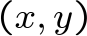 (x, y)